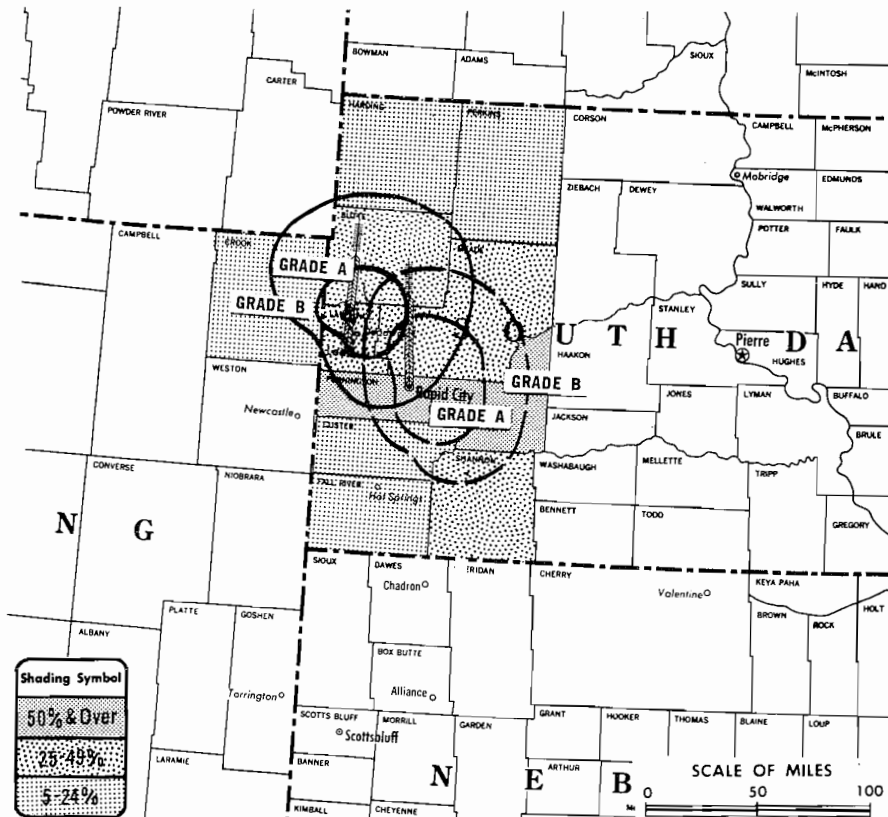 BOWMAN
ADAMS
SIOUX
McINTOSH
CARTER
POWDER RIVER
HARDING
PERKINS
CORSON
CAMPBELL
McPHERSON
Mobridge
EDMUNDS
ZIEBACH
DEWEY
WALWORTH
POTTER
FAULK
CAMPBELL
CROOK
BUTTE
MEADE
GRADE A
GRADE B
SULLY
HYDE
HAND
STANLEY
S O U T H D A
Pierre
HUGHES
HAAKON
GRADE B
WESTON
PENNINGTON
Rapid City
GRADE A
Newcastle
JACKSON
JONES
LYMAN
BUFFALO
BRULE
CUSTER
SHANNON
WASHABAUGH
MELLETTE
TRIPP
CONVERSE
NIOBRARA
FALL RIVER
Hot Springs
N G
BENNETT
TODD
GREGORY
SIOUX
DAWES
ERIDAN
CHERRY
KEYA PAHA
Chadron
Valentine
BROWN
ROCK
HOLT
ALBANY
PLATTE
GOSHEN
BOX BUTTE
Torrington
Alliance
Shading Symbol
50% & Over
25-49%
5-24%
SCOTTS BLUFF
MORRILL
GARDEN
GRANT
HOOKER
THOMAS
BLAINE
LOUP
Scottsbluff
LARAMIE
BANNER
ARTHUR
N E B
KIMBALL
CHEYENNE
SCALE OF MILES
0 50 100